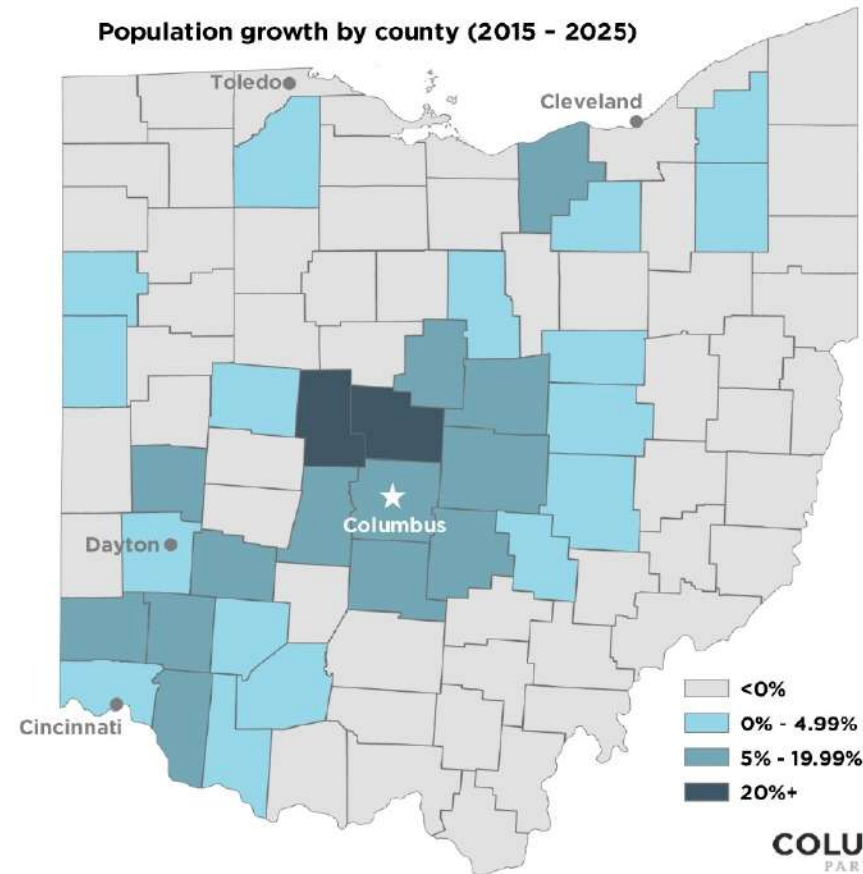 Population growth by county (2015 - 2025)
Toledo
Cleveland
Columbus
Dayton
Cincinnati
<0%
0% - 4.99%
5% - 19.99%
20%+
COLU
PAR